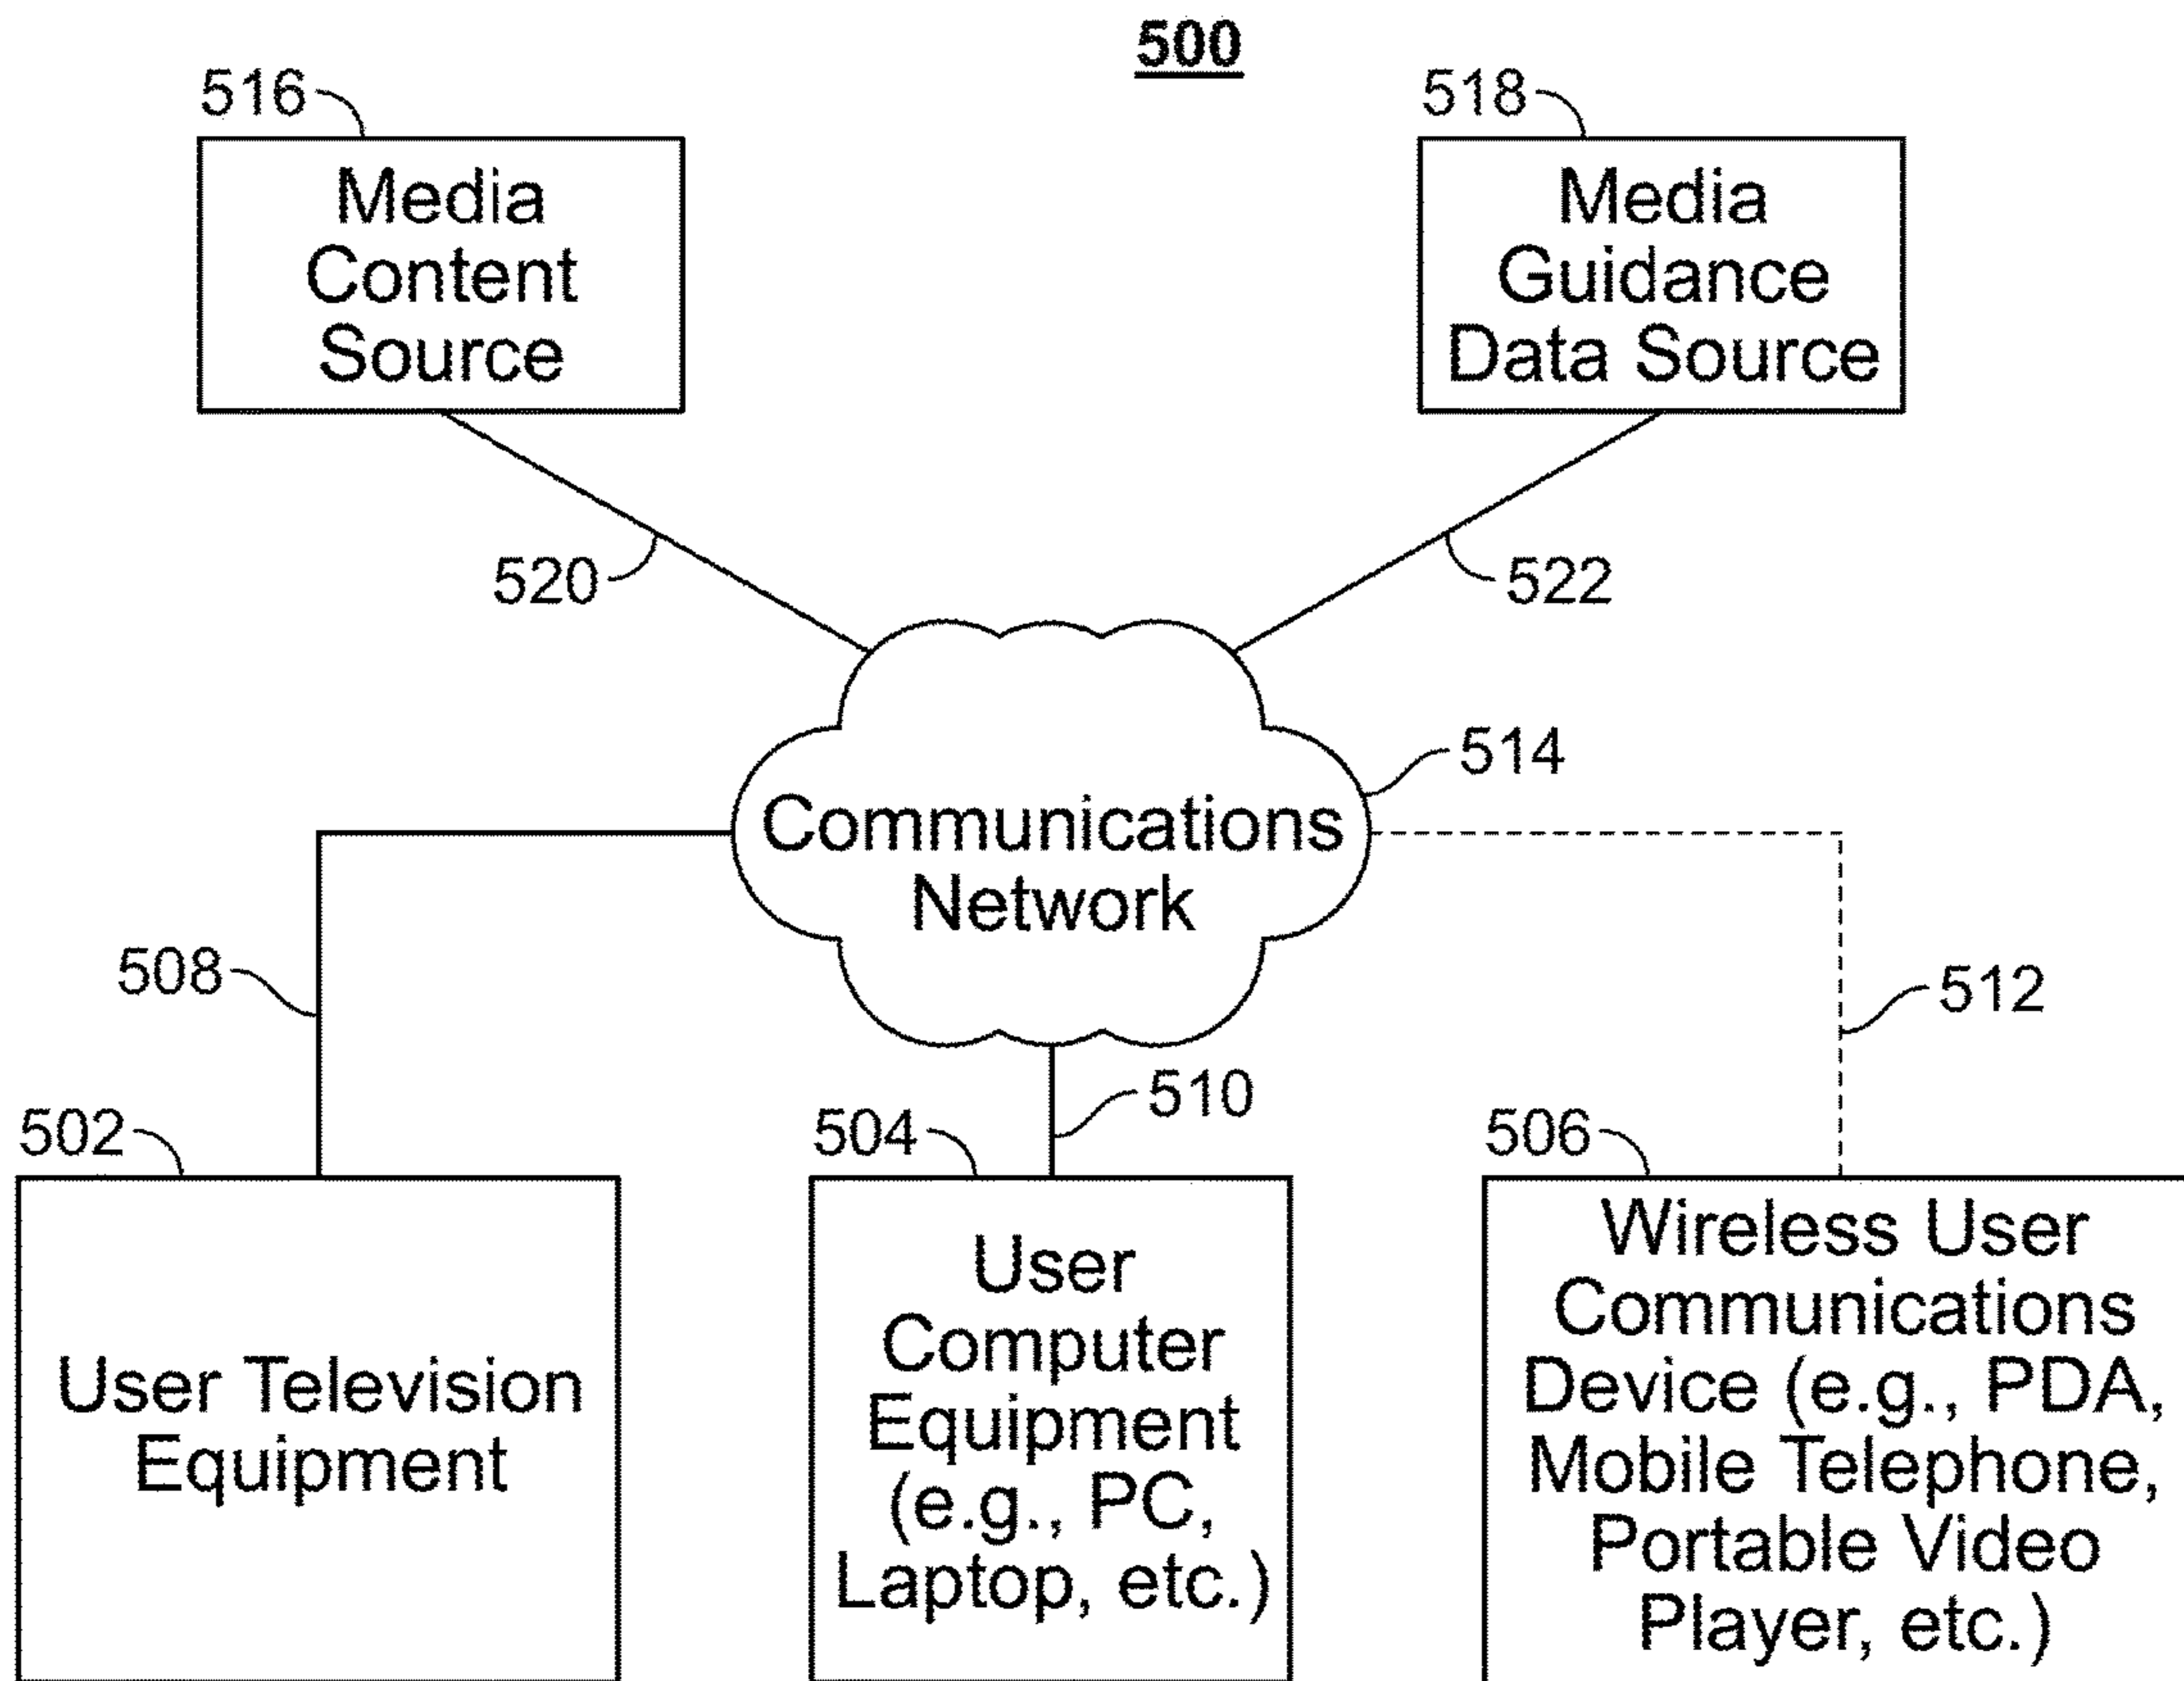 500
516
518
Media
Content
Source
Media
Guidance
Data Source
520
522
514
Communications
Network
508
512
510
502
504
506
User Television
Equipment
User
Computer
Equipment
(e.g., PC,
Laptop, etc.)
Wireless User
Communications
Device (e.g., PDA,
Mobile Telephone,
Portable Video
Player, etc.)